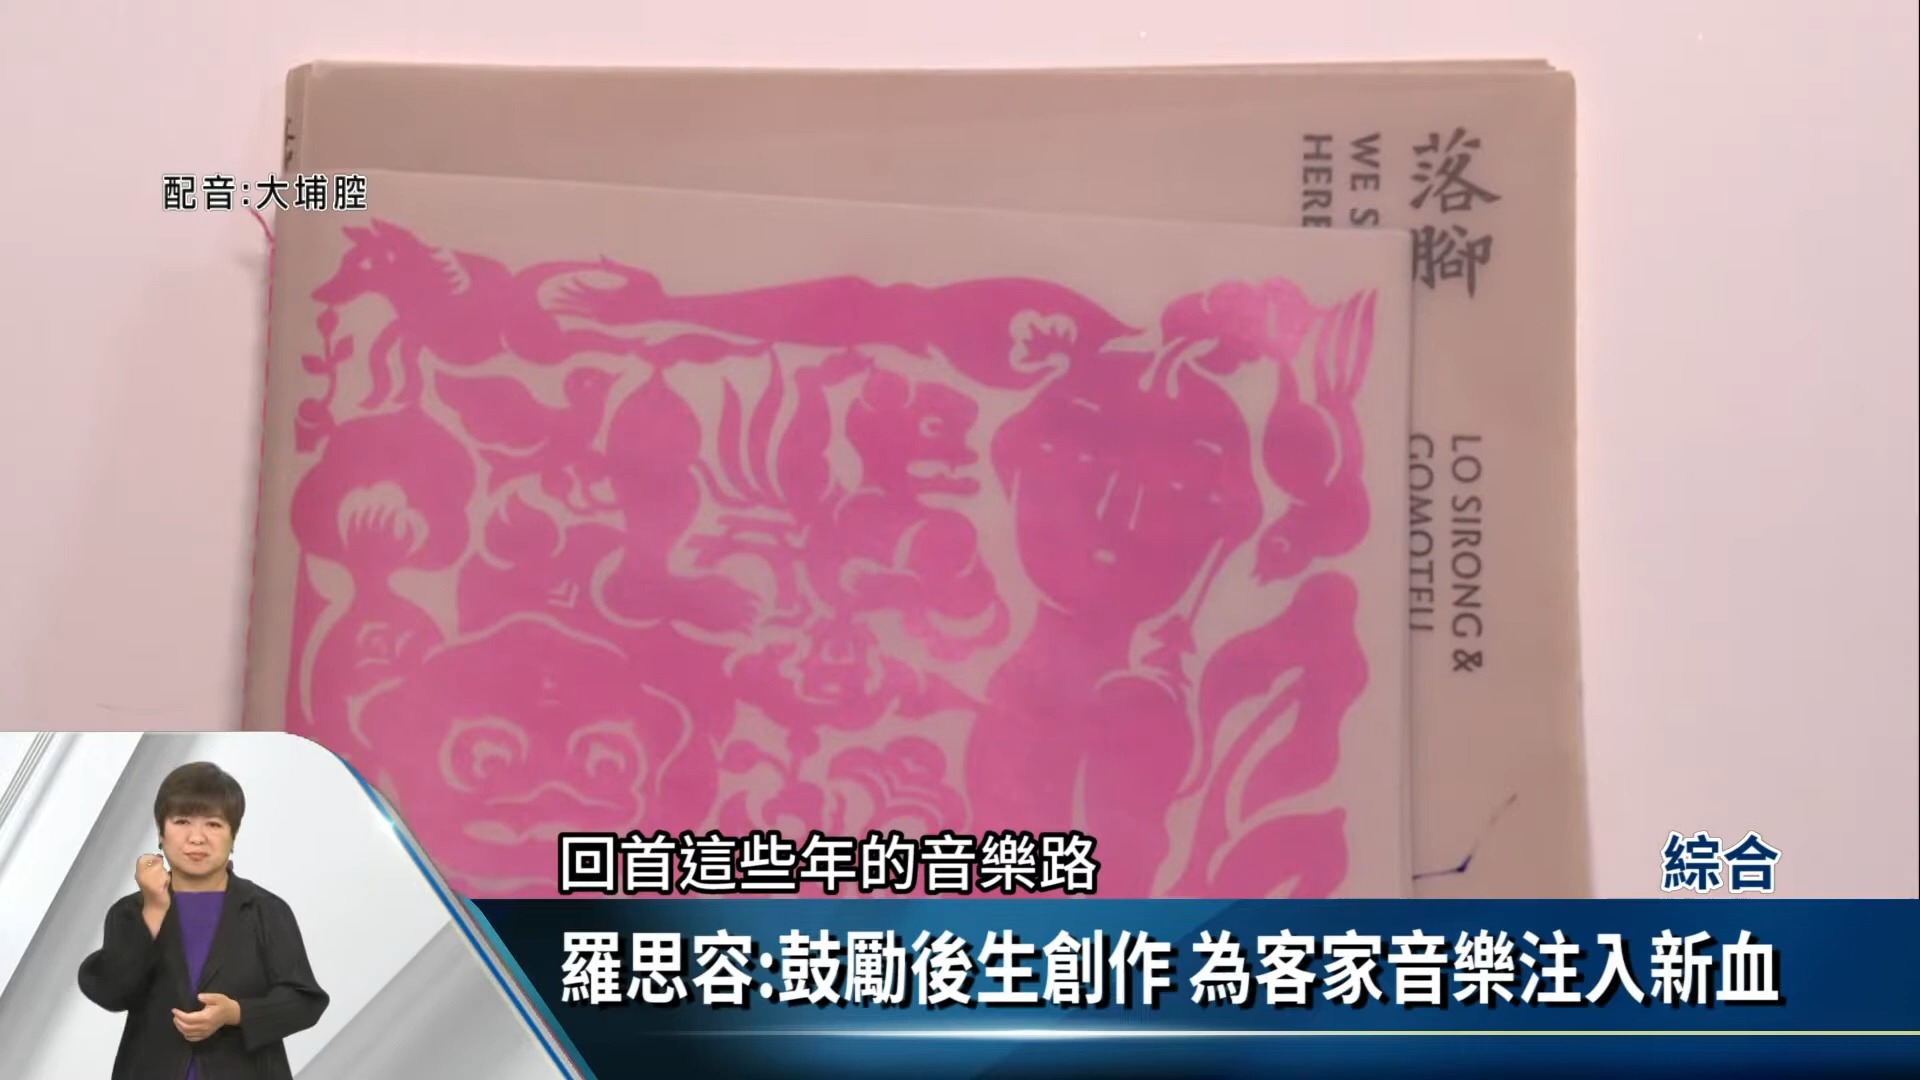 落腳
WE S
HERE
LO SIRONG &
GOMOTEU
配音:大埔腔
回首這些年的音樂路
綜合
羅思容:鼓勵後生創作 為客家音樂注入新血